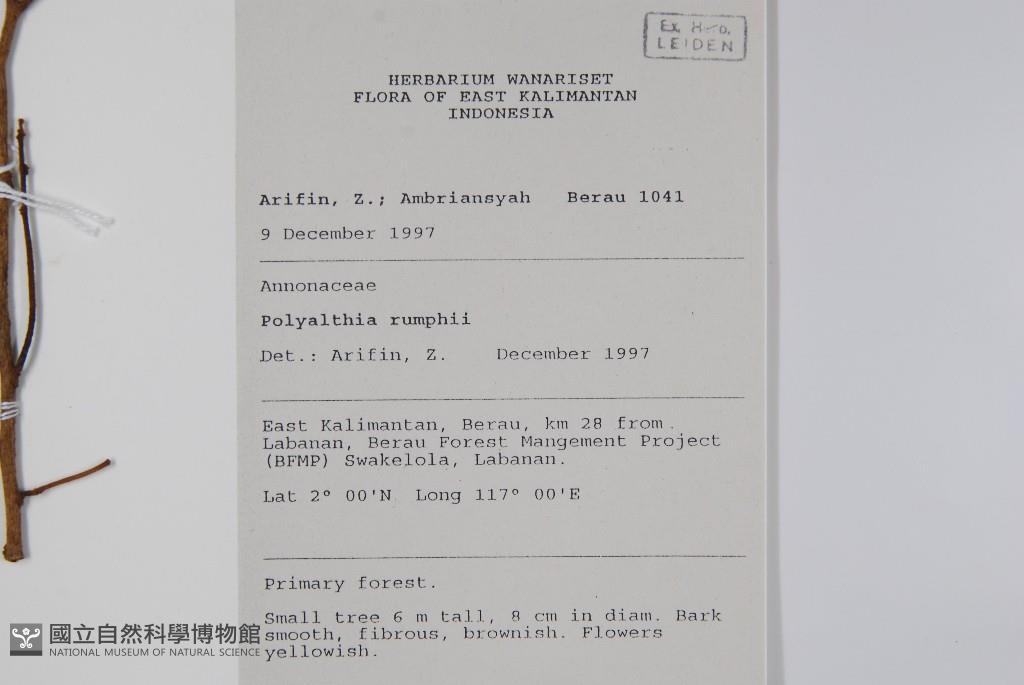 Ex Hrb.
LEIDEN
HERBARIUM WANARISET
FLORA OF EAST KALIMANTAN
INDONESIA
Arifin, Z.; Ambriansyah Berau 1041
9 December 1997
Annonaceae
Polyalthia rumphii
Det.: Arifin, Z. December 1997
East Kalimantan, Berau, km 28 from
Labanan, Berau Forest Mangement Project
(BFMP) Swakelola, Labanan.
Lat 2° 00'N Long 117° 00'E
Primary forest.
Small tree 6 m tall, 8 cm in diam. Bark
smooth, fibrous, brownish. Flowers
yellowish.
國立自然科學博物館
NATIONAL MUSEUM OF NATURAL SCIENCE